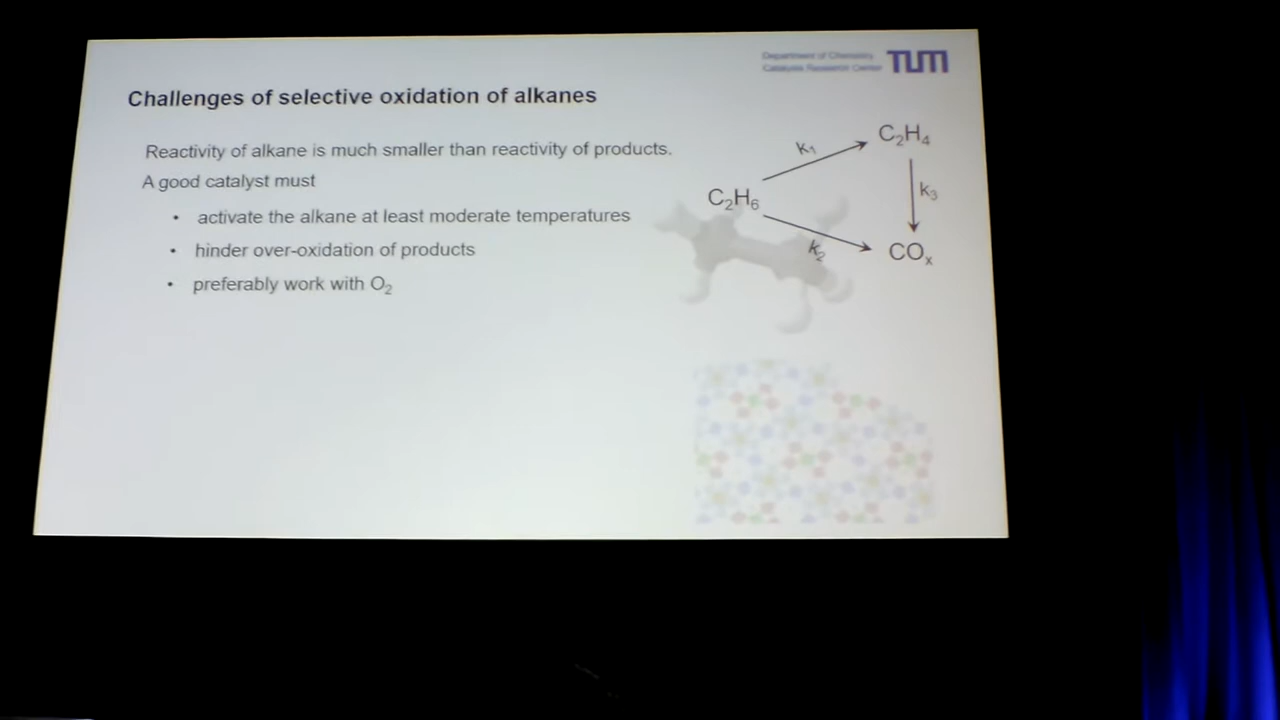 Department of Chemistry
Catalysis Research Center
TUM
Challenges of selective oxidation of alkanes
Reactivity of alkane is much smaller than reactivity of products.
A good catalyst must
• activate the alkane at least moderate temperatures
• hinder over-oxidation of products
• preferably work with O₂
C₂H₄
k₁
k₃
C₂H₆
k₂
COₓ